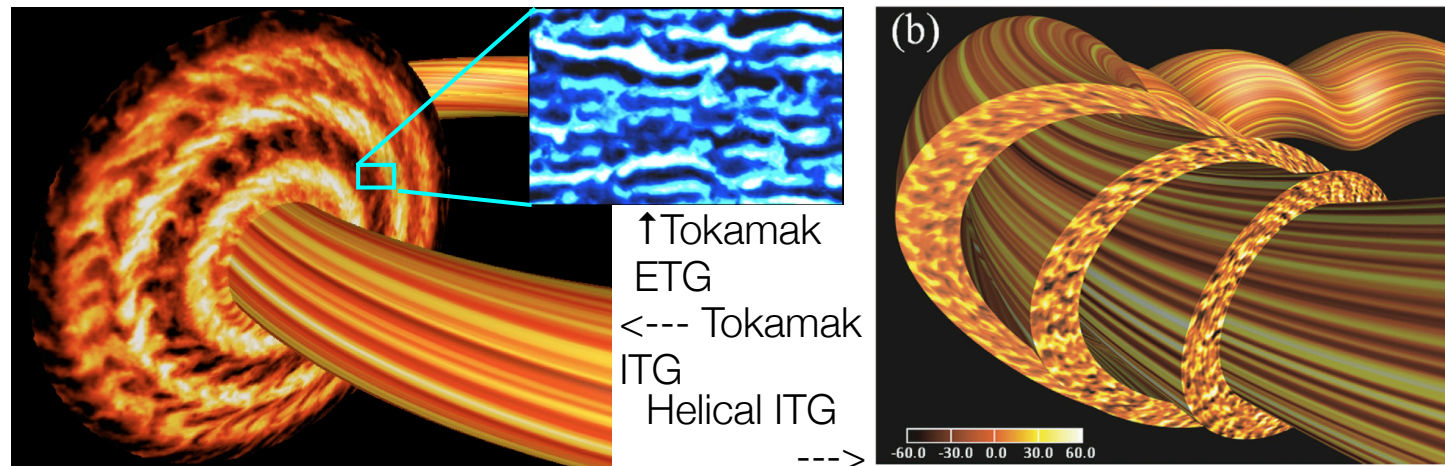 (b)
↑Tokamak
ETG
<--- Tokamak
ITG
Helical ITG
--->
-60.0 -30.0 0.0 30.0 60.0